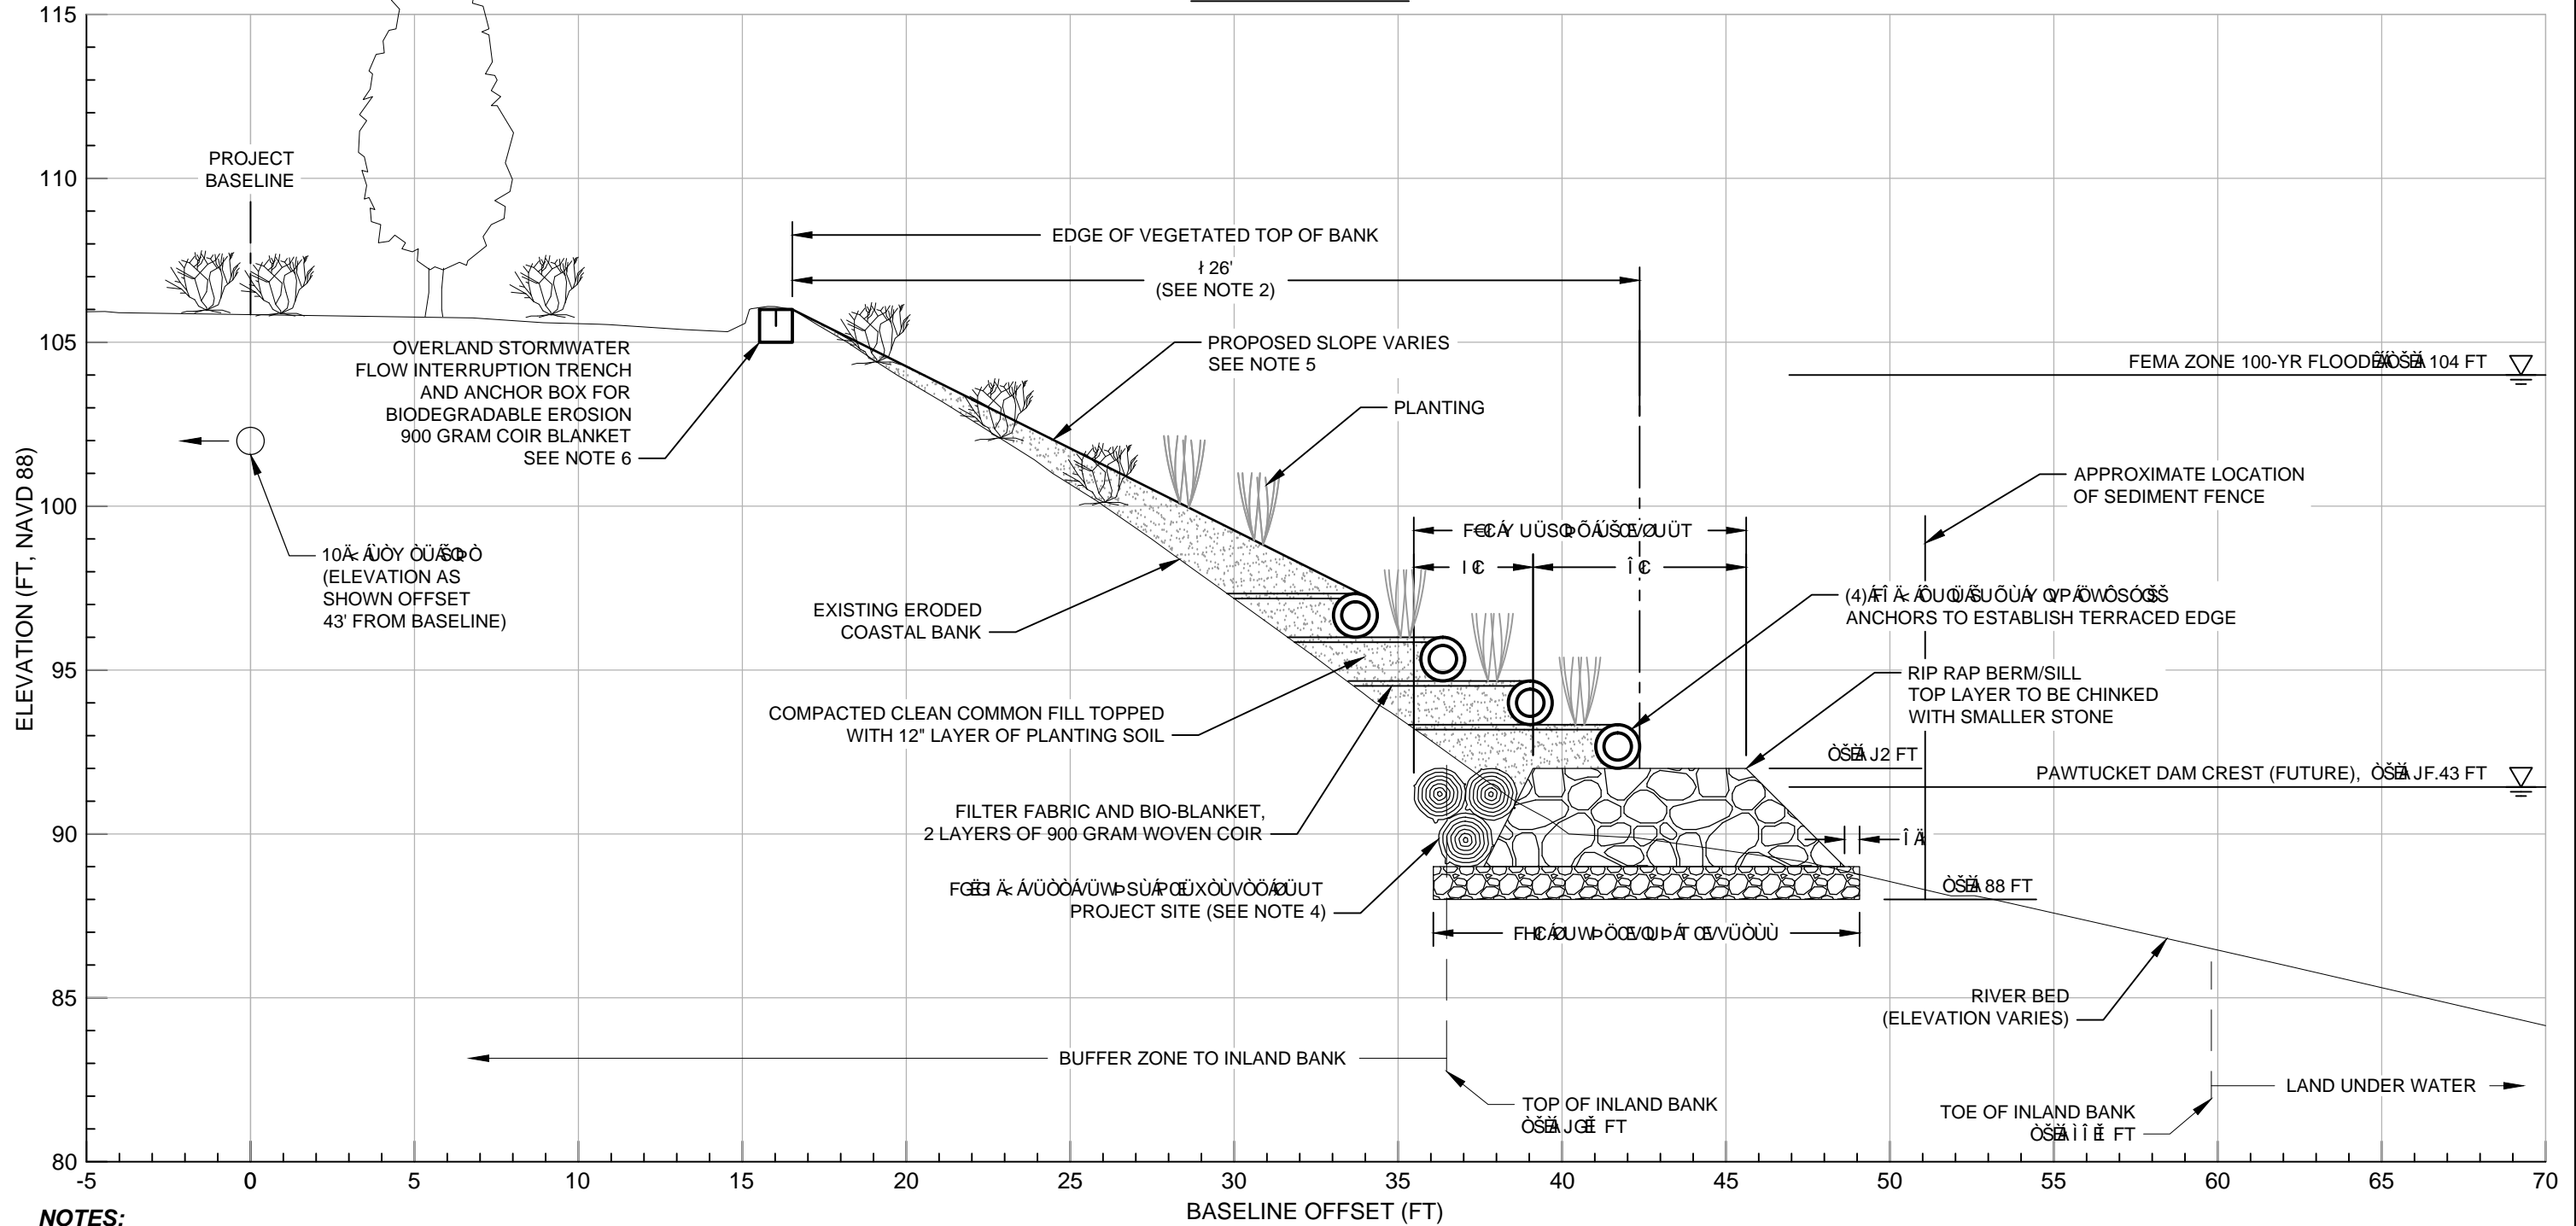 115
110
105
100
95
90
85
80
ELEVATION (FT, NAVD 88)
PROJECT
BASELINE
EDGE OF VEGETATED TOP OF BANK
26'
(SEE NOTE 2)
OVERLAND STORMWATER
FLOW INTERRUPTION TRENCH
AND ANCHOR BOX FOR
BIODEGRADABLE EROSION
900 GRAM COIR BLANKET
SEE NOTE 6
PROPOSED SLOPE VARIES
SEE NOTE 5
PLANTING
FEMA ZONE 100-YR FLOOD 104 FT
APPROXIMATE LOCATION
OF SEDIMENT FENCE
(ELEVATION AS
SHOWN OFFSET
43' FROM BASELINE)
EXISTING ERODED
COASTAL BANK
(4)
ANCHORS TO ESTABLISH TERRACED EDGE
RIP RAP BERM/SILL
TOP LAYER TO BE CHINKED
WITH SMALLER STONE
COMPACTED CLEAN COMMON FILL TOPPED
WITH 12" LAYER OF PLANTING SOIL
FT
PAWTUCKET DAM CREST (FUTURE), FT
FILTER FABRIC AND BIO-BLANKET,
2 LAYERS OF 900 GRAM WOVEN COIR
PROJECT SITE (SEE NOTE 4)
88 FT
RIVER BED
(ELEVATION VARIES)
BUFFER ZONE TO INLAND BANK
TOP OF INLAND BANK
FT
TOE OF INLAND BANK
FT
LAND UNDER WATER
-5 0 5 10 15 20 25 30 35 40 45 50 55 60 65 70
BASELINE OFFSET (FT)
NOTES: